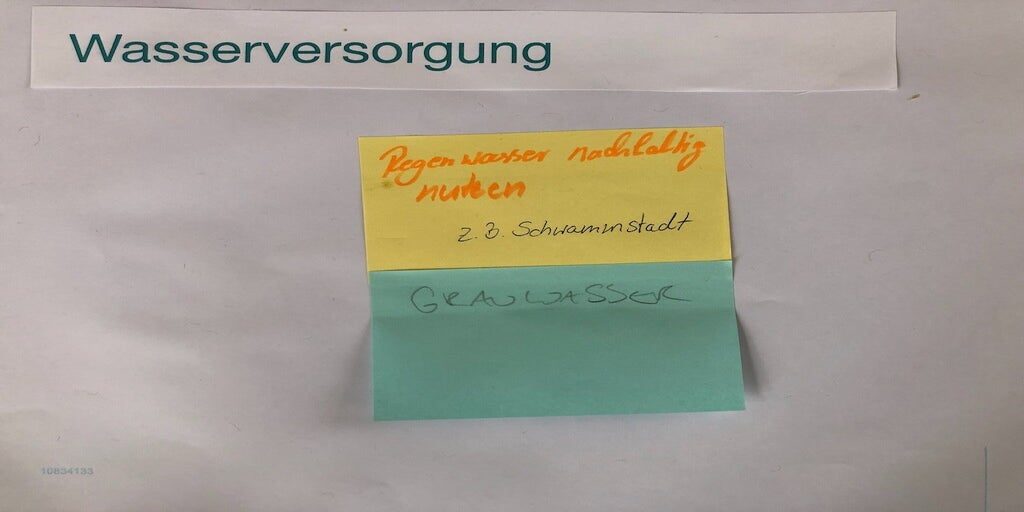 Wasserversorgung
Regenwasser nachhaltig
nutzen
z.B. Schwammstadt
GRAUWASSER
10834133